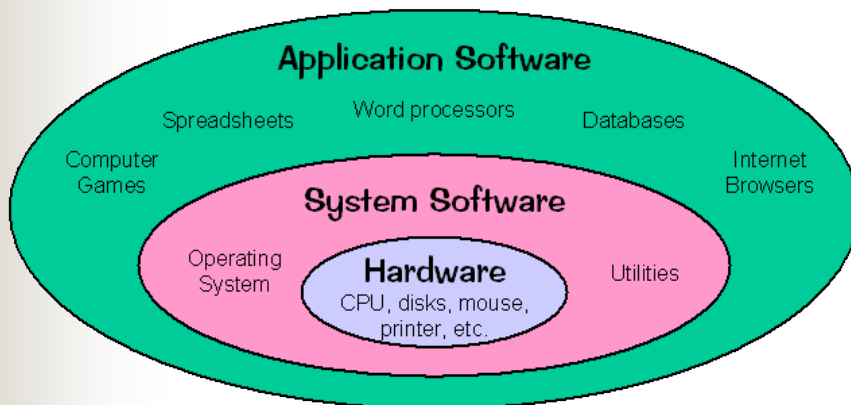 Application Software
Spreadsheets
Word processors
Databases
Computer
Games
Internet
Browsers
System Software
Operating
System
Utilities
Hardware
CPU, disks, mouse,
printer, etc.